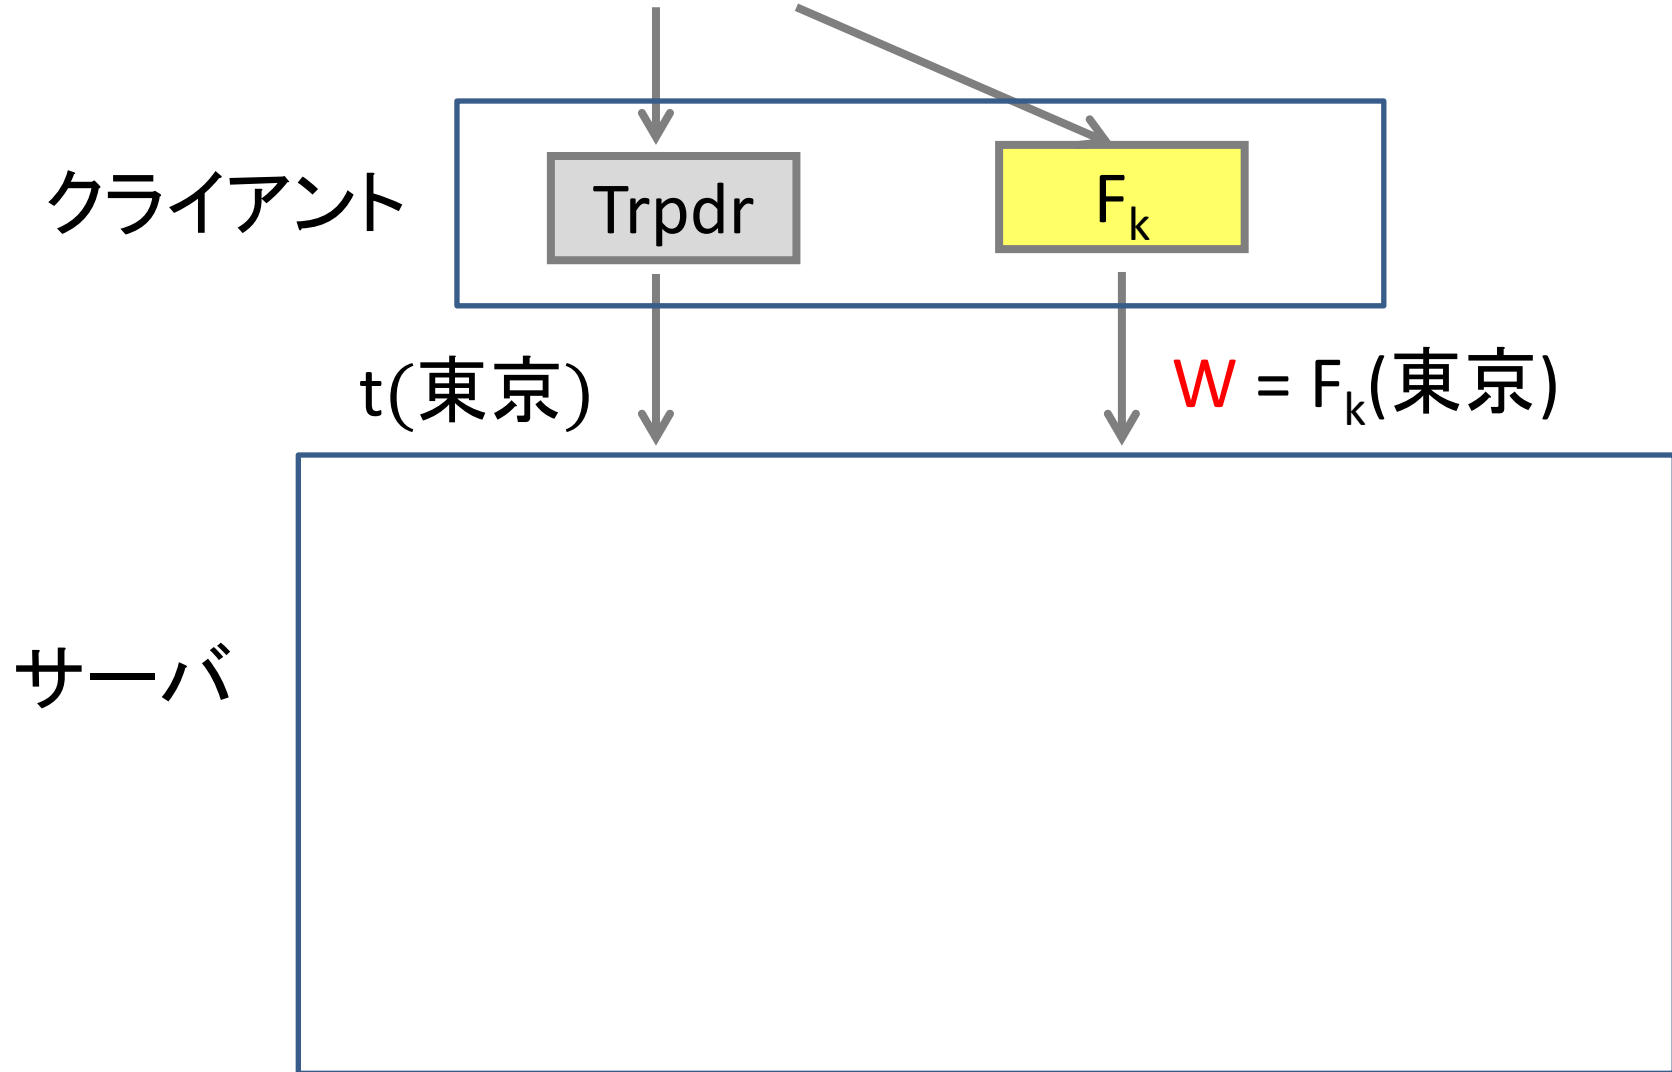 クライアント
Trpdr
Fk
t(東京)
W = Fk(東京)
サーバ